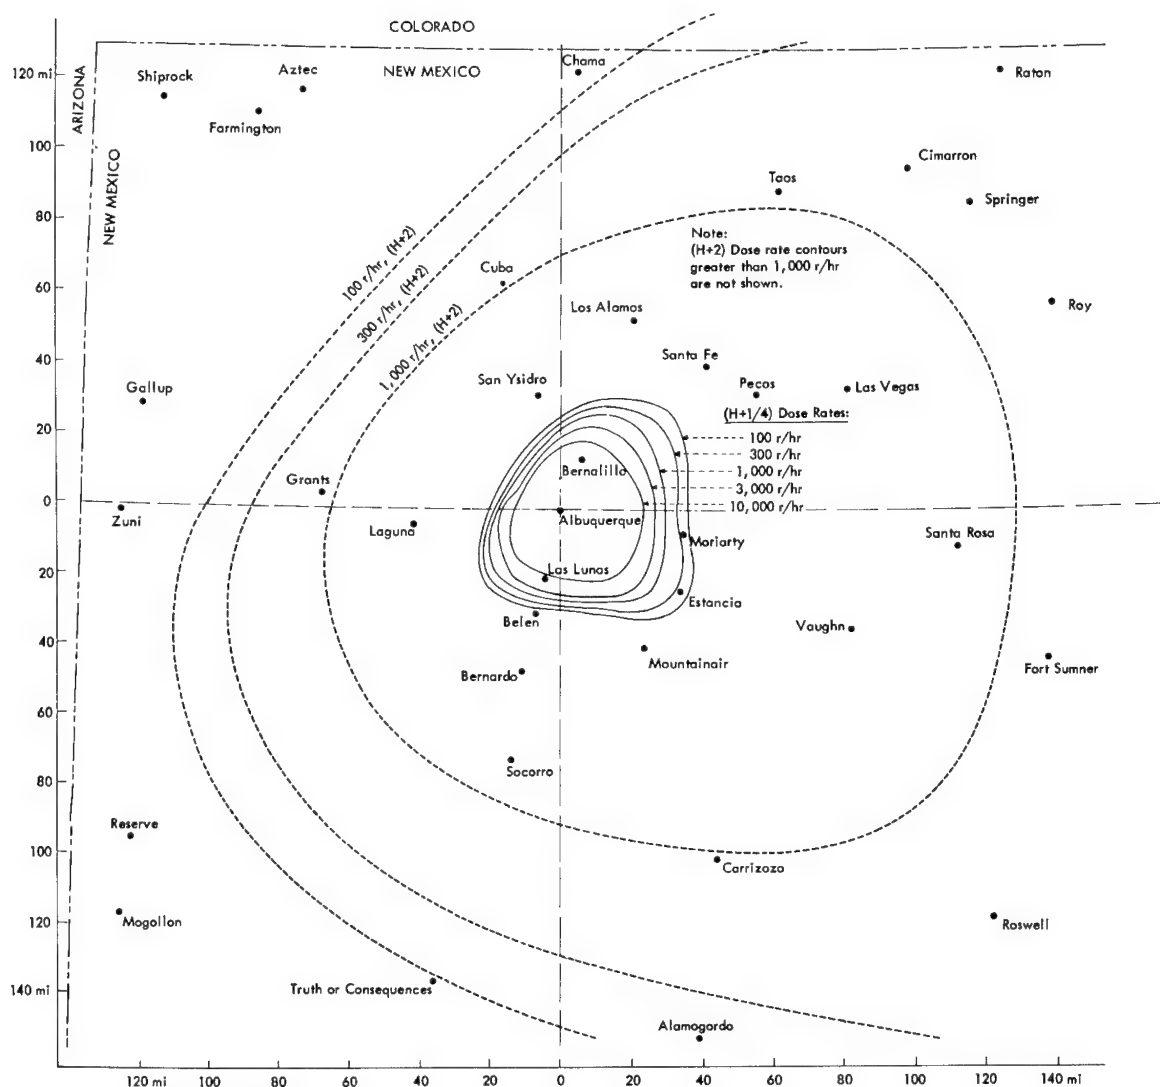 COLORADO
NEW MEXICO
ARIZONA
NEW MEXICO
120 mi
100
80
60
40
20
0
20
40
60
80
100
120
140 mi
Shiprock
Aztec
Farmington
Chama
Raton
Cimarron
Taos
Springer
Note:
(H+2) Dose rate contours
greater than 1,000 r/hr
are not shown.
100 r/hr, (H+2)
300 r/hr, (H+2)
1,000 r/hr, (H+2)
Cuba
Los Alamos
Roy
Santa Fe
Gallup
San Ysidro
Pecos
Las Vegas
(H+1/4) Dose Rates:
100 r/hr
300 r/hr
1,000 r/hr
3,000 r/hr
10,000 r/hr
Bernalillo
Grants
Zuni
Laguna
Albuquerque
Moriarty
Santa Rosa
Las Lunas
Estancia
Belen
Vaughn
Mountainair
Bernardo
Fort Sumner
Socorro
Reserve
Carrizozo
Mogollon
Roswell
Truth or Consequences
Alamogordo
120 mi
100
80
60
40
20
0
20
40
60
80
100
120
140 mi